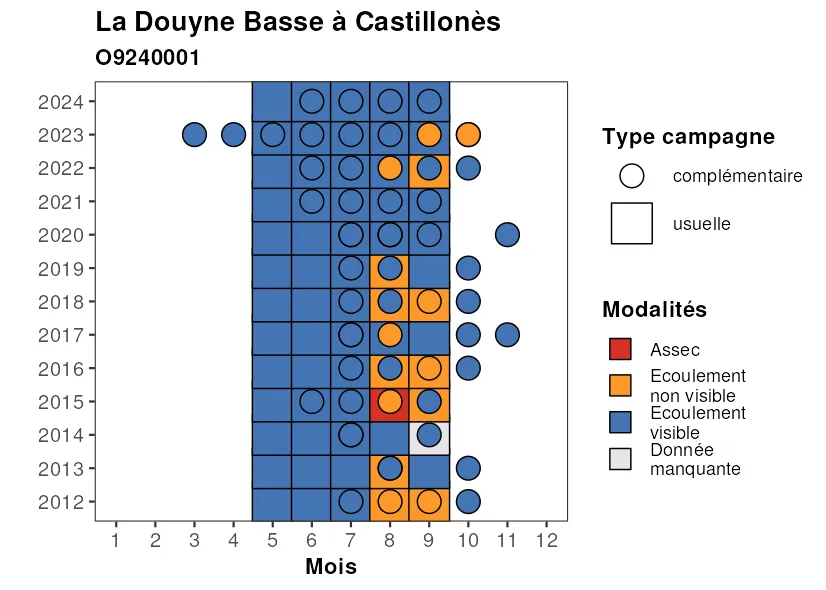 La Douyne Basse à Castillonès
O9240001
2024
2023
2022
2021
2020
2019
2018
2017
2016
2015
2014
2013
2012
1 2 3 4 5 6 7 8 9 10 11 12
Mois
Type campagne
complémentaire
usuelle
Modalités
Assec
Ecoulement
non visible
Ecoulement
visible
Donnée
manquante